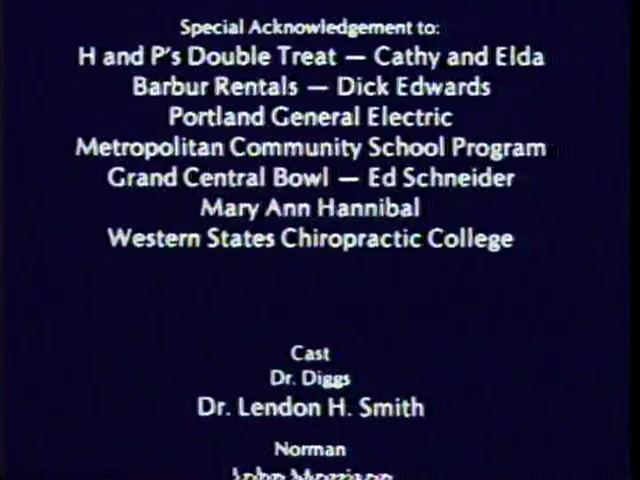 Special Acknowledgement to:
H and P's Double Treat — Cathy and Elda
Barbur Rentals — Dick Edwards
Portland General Electric
Metropolitan Community School Program
Grand Central Bowl — Ed Schneider
Mary Ann Hannibal
Western States Chiropractic College
Cast
Dr. Diggs
Dr. Lendon H. Smith
Norman
John